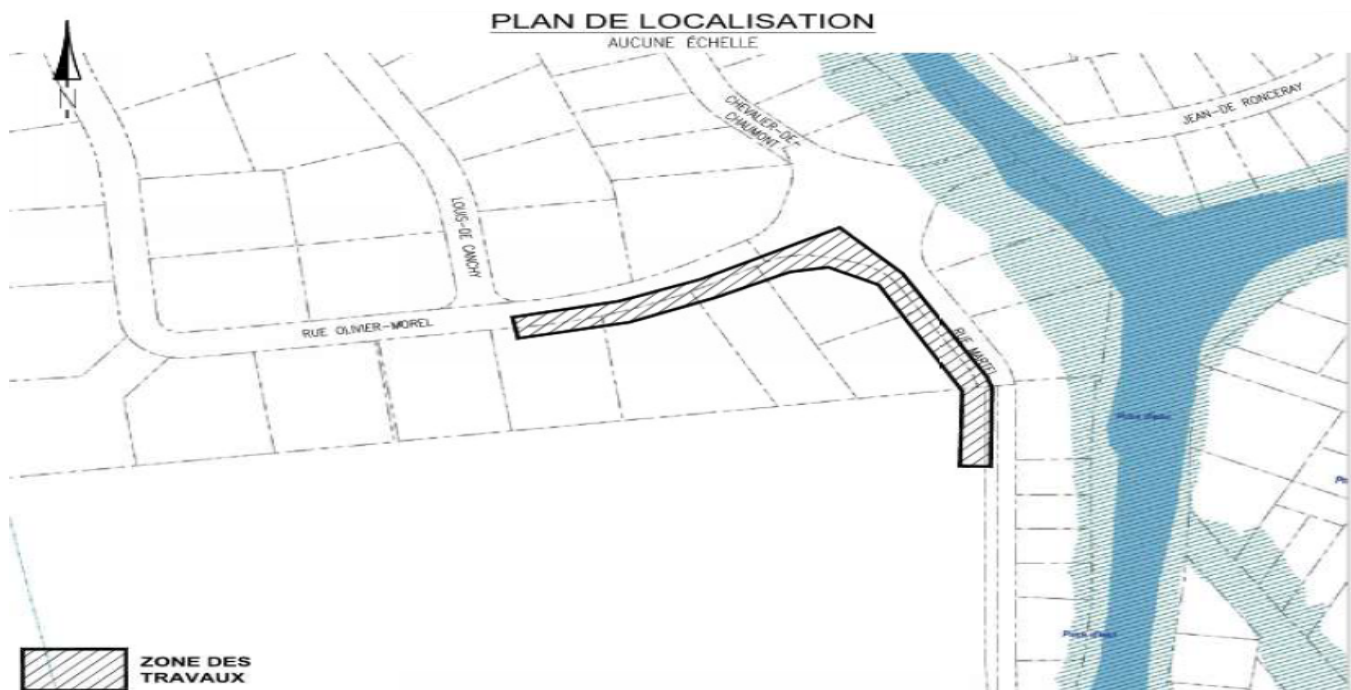 PLAN DE LOCALISATION
AUCUNE ÉCHELLE
N
CHEVALIER-DE-
CHAUMONT
JEAN-DE RONCERAY
LOUIS-DE CANCHY
RUE OLIVIER-MOREL
RUE MARTEL
ZONE DES
TRAVAUX